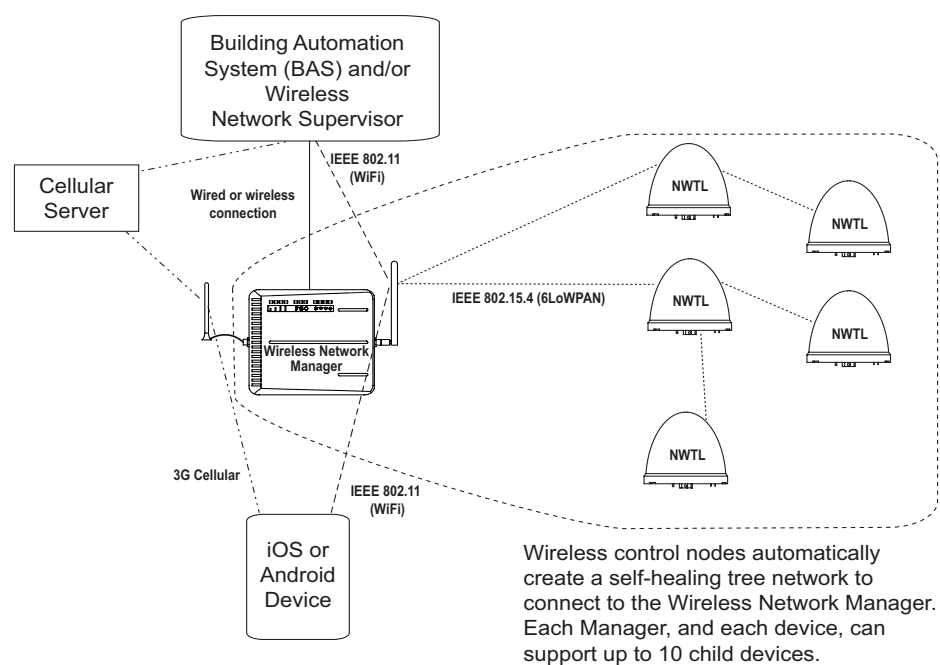 Building Automation
System (BAS) and/or
Wireless
Network Supervisor
IEEE 802.11
(WiFi)
Cellular
Server
Wired or wireless
connection
NWTL
NWTL
IEEE 802.15.4 (6LoWPAN)
NWTL
NWTL
Wireless Network
Manager
NWTL
3G Cellular
IEEE 802.11
(WiFi)
iOS or
Android
Device
Wireless control nodes automatically
create a self-healing tree network to
connect to the Wireless Network Manager.
Each Manager, and each device, can
support up to 10 child devices.